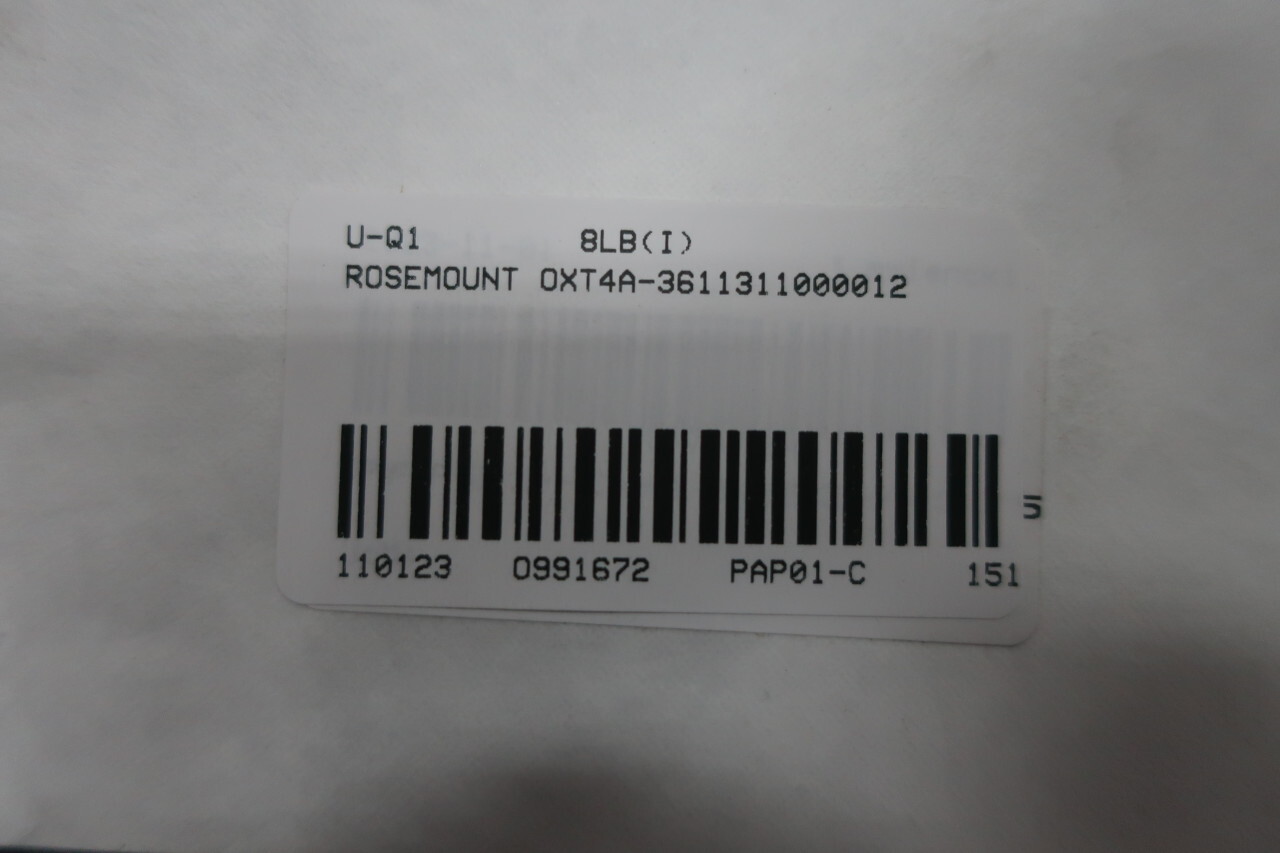 U-Q1 8LB(I)
ROSEMOUNT OXT4A-3611311000012
110123 0991672 PAP01-C 151